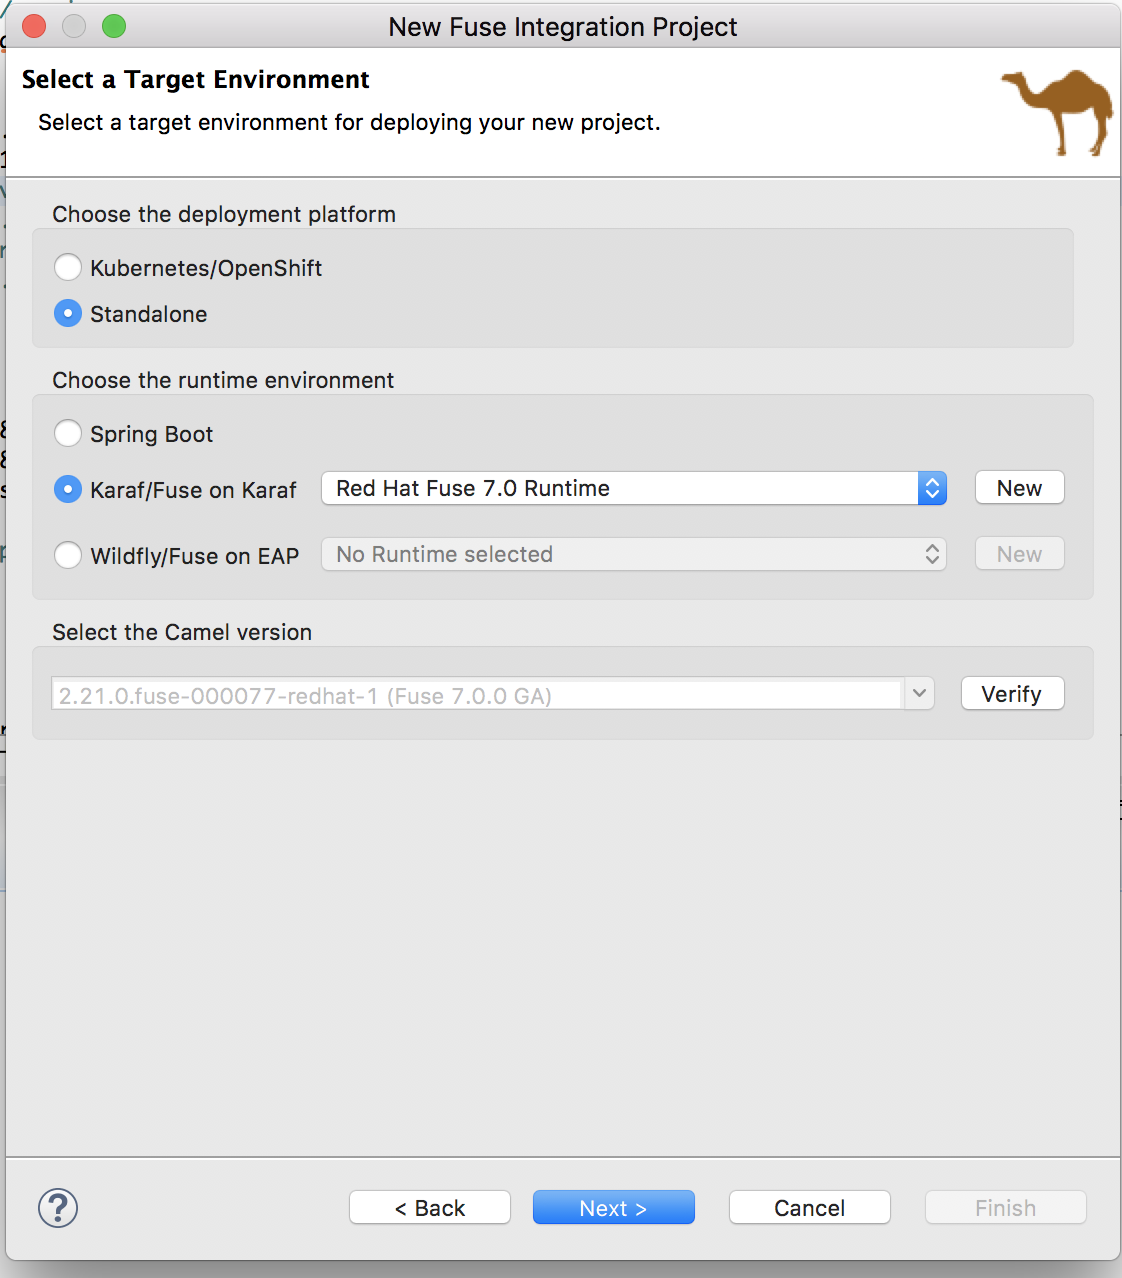 New Fuse Integration Project
Select a Target Environment
Select a target environment for deploying your new project.
Choose the deployment platform
Kubernetes/OpenShift
Standalone
Choose the runtime environment
Spring Boot
Karaf/Fuse on Karaf Red Hat Fuse 7.0 Runtime New
Wildfly/Fuse on EAP No Runtime selected New
Select the Camel version
2.21.0.fuse-000077-redhat-1 (Fuse 7.0.0 GA) Verify
? < Back Next > Cancel Finish